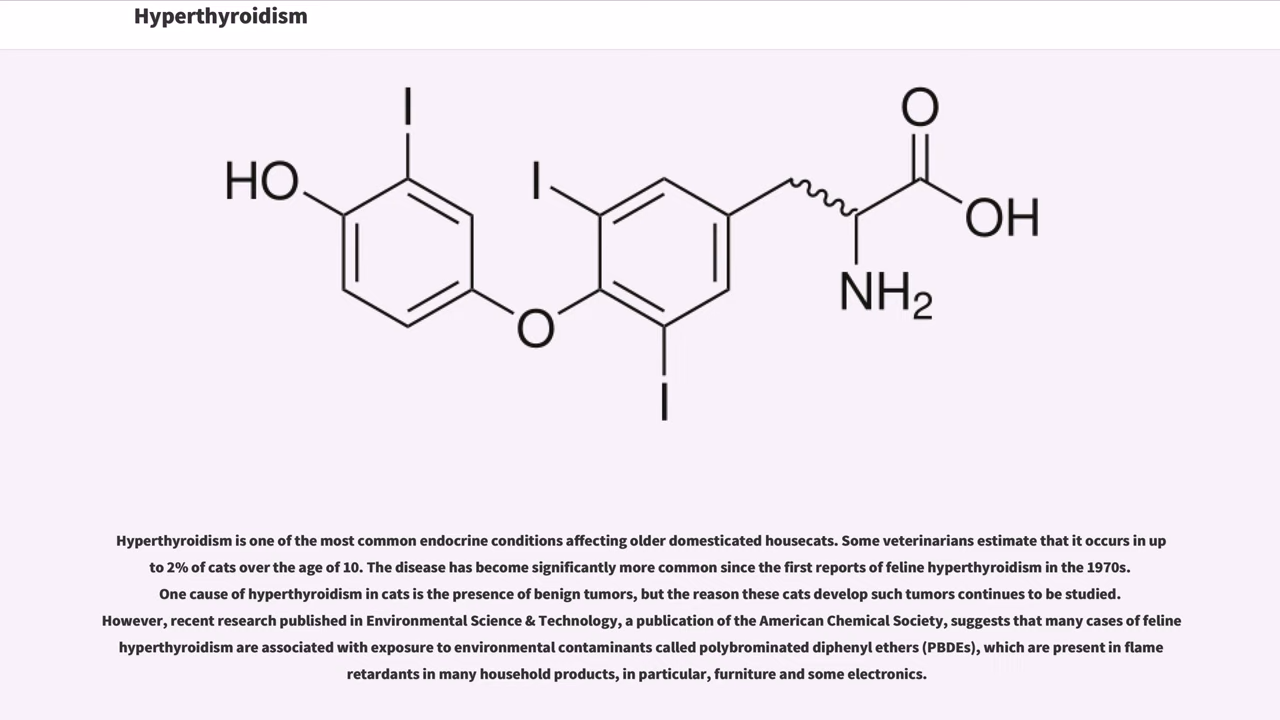 Hyperthyroidism
I
O
HO
I
OH
NH2
O
I
Hyperthyroidism is one of the most common endocrine conditions affecting older domesticated housecats. Some veterinarians estimate that it occurs in up
to 2% of cats over the age of 10. The disease has become significantly more common since the first reports of feline hyperthyroidism in the 1970s.
One cause of hyperthyroidism in cats is the presence of benign tumors, but the reason these cats develop such tumors continues to be studied.
However, recent research published in Environmental Science & Technology, a publication of the American Chemical Society, suggests that many cases of feline
hyperthyroidism are associated with exposure to environmental contaminants called polybrominated diphenyl ethers (PBDEs), which are present in flame
retardants in many household products, in particular, furniture and some electronics.